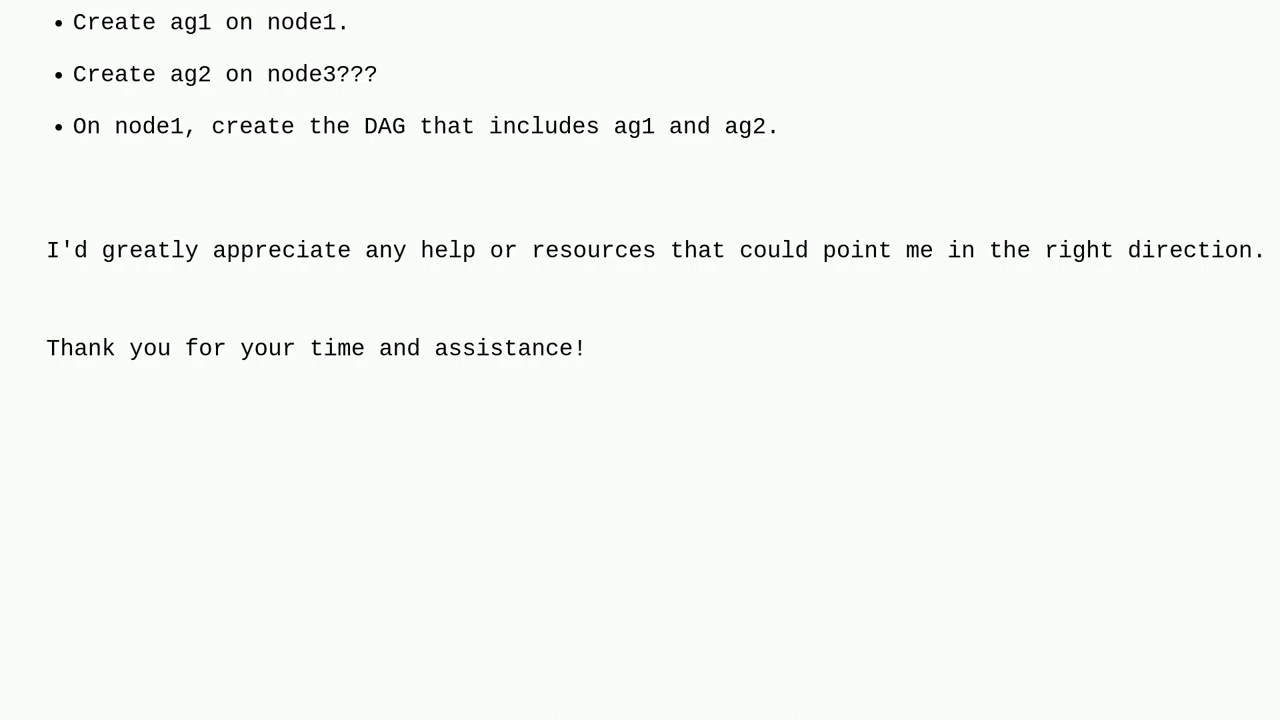 • Create ag1 on node1.
• Create ag2 on node3???
• On node1, create the DAG that includes ag1 and ag2.
I'd greatly appreciate any help or resources that could point me in the right direction.
Thank you for your time and assistance!